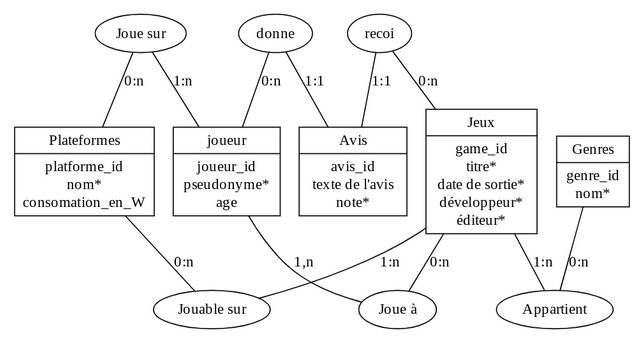 Joue sur
donne
recoi
0:n
1:n
0:n
1:1
1:1
0:n
Plateformes
platforme_id
nom*
consomation_en_W
joueur
joueur_id
pseudonyme*
age
Avis
avis_id
texte de l'avis
note*
Jeux
game_id
titre*
date de sortie*
développeur*
éditeur*
Genres
genre_id
nom*
0:n
1,n
1:n
0:n
1:n
0:n
Jouable sur
Joue à
Appartient